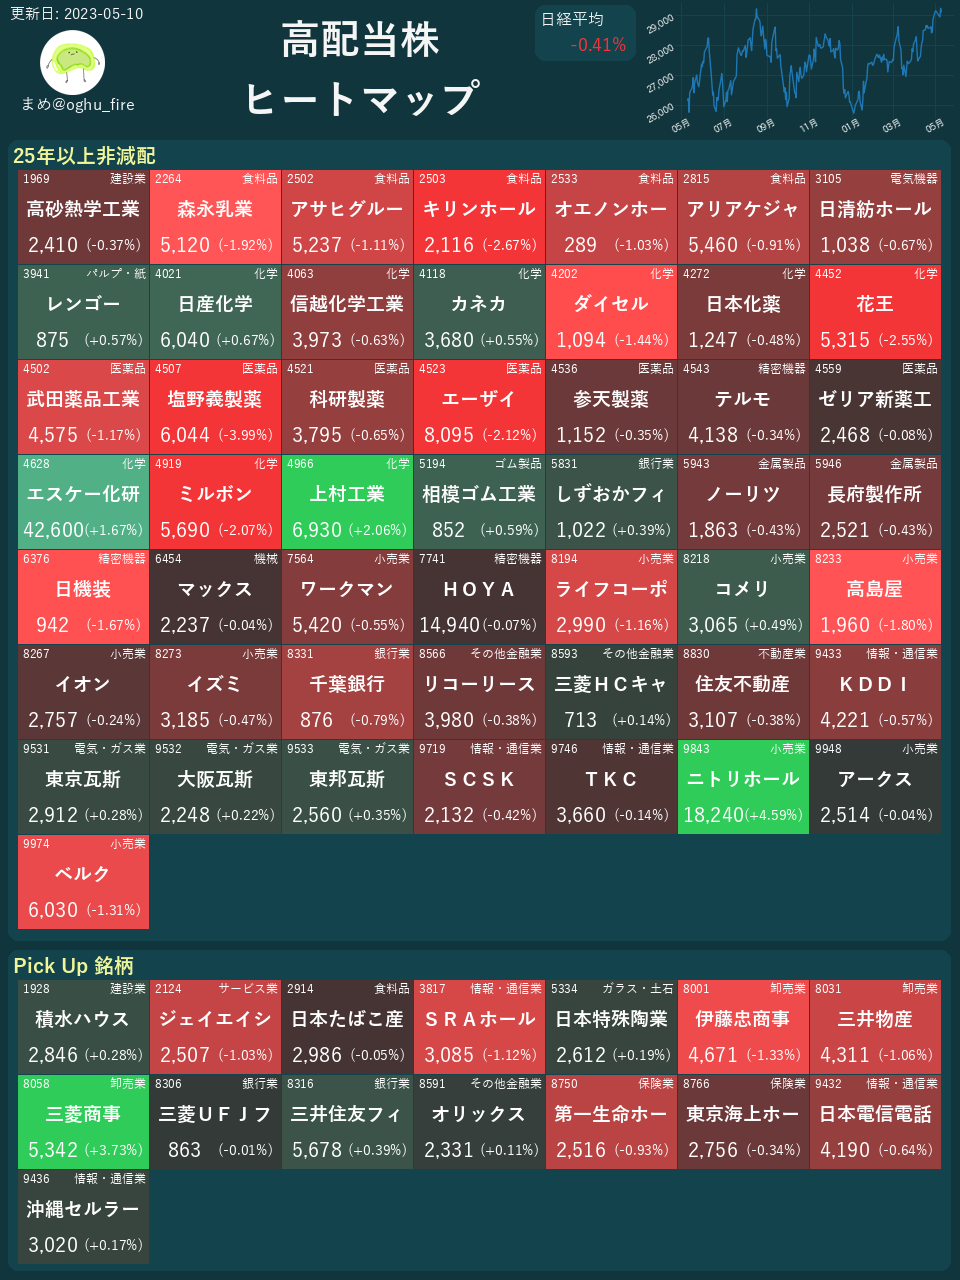 更新日: 2023-05-10
まめ@oghu_fire
高配当株
ヒートマップ
日経平均
-0.41%
29,000
28,000
27,000
26,000
05月 07月 09月 11月 01月 03月 05月
25年以上非減配
1969 建設業 2264 食料品 2502 食料品 2503 食料品 2533 食料品 2815 食料品 3105 電気機器
高砂熱学工業 森永乳業 アサヒグルー キリンホール オエノンホー アリアケジャ 日清紡ホール
2,410 (-0.37%) 5,120 (-1.92%) 5,237 (-1.11%) 2,116 (-2.67%) 289 (-1.03%) 5,460 (-0.91%) 1,038 (-0.67%)
3941 パルプ・紙 4021 化学 4063 化学 4118 化学 4202 化学 4272 化学 4452 化学
レンゴー 日産化学 信越化学工業 カネカ ダイセル 日本化薬 花王
875 (+0.57%) 6,040 (+0.67%) 3,973 (-0.63%) 3,680 (+0.55%) 1,094 (-1.44%) 1,247 (-0.48%) 5,315 (-2.55%)
4502 医薬品 4507 医薬品 4521 医薬品 4523 医薬品 4536 医薬品 4543 精密機器 4559 医薬品
武田薬品工業 塩野義製薬 科研製薬 エーザイ 参天製薬 テルモ ゼリア新薬工
4,575 (-1.17%) 6,044 (-3.99%) 3,795 (-0.65%) 8,095 (-2.12%) 1,152 (-0.35%) 4,138 (-0.34%) 2,468 (-0.08%)
4628 化学 4919 化学 4966 化学 5194 ゴム製品 5831 銀行業 5943 金属製品 5946 金属製品
エスケー化研 ミルボン 上村工業 相模ゴム工業 しずおかフィ ノーリツ 長府製作所
42,600 (+1.67%) 5,690 (-2.07%) 6,930 (+2.06%) 852 (+0.59%) 1,022 (+0.39%) 1,863 (-0.43%) 2,521 (-0.43%)
6376 精密機器 6454 機械 7564 小売業 7741 精密機器 8194 小売業 8218 小売業 8233 小売業
日機装 マックス ワークマン ＨＯＹＡ ライフコーポ コメリ 高島屋
942 (-1.67%) 2,237 (-0.04%) 5,420 (-0.55%) 14,940 (-0.07%) 2,990 (-1.16%) 3,065 (+0.49%) 1,960 (-1.80%)
8267 小売業 8273 小売業 8331 銀行業 8566 その他金融業 8593 その他金融業 8830 不動産業 9433 情報・通信業
イオン イズミ 千葉銀行 リコーリース 三菱ＨＣキャ 住友不動産 ＫＤＤＩ
2,757 (-0.24%) 3,185 (-0.47%) 876 (-0.79%) 3,980 (-0.38%) 713 (+0.14%) 3,107 (-0.38%) 4,221 (-0.57%)
9531 電気・ガス業 9532 電気・ガス業 9533 電気・ガス業 9719 情報・通信業 9746 情報・通信業 9843 小売業 9948 小売業
東京瓦斯 大阪瓦斯 東邦瓦斯 ＳＣＳＫ ＴＫＣ ニトリホール アークス
2,912 (+0.28%) 2,248 (+0.22%) 2,560 (+0.35%) 2,132 (-0.42%) 3,660 (-0.14%) 18,240 (+4.59%) 2,514 (-0.04%)
9974 小売業
ベルク
6,030 (-1.31%)
Pick Up 銘柄
1928 建設業 2124 サービス業 2914 食料品 3817 情報・通信業 5334 ガラス・土石 8001 卸売業 8031 卸売業
積水ハウス ジェイエイシ 日本たばこ産 ＳＲＡホール 日本特殊陶業 伊藤忠商事 三井物産
2,846 (+0.28%) 2,507 (-1.03%) 2,986 (-0.05%) 3,085 (-1.12%) 2,612 (+0.19%) 4,671 (-1.33%) 4,311 (-1.06%)
8058 卸売業 8306 銀行業 8316 銀行業 8591 その他金融業 8750 保険業 8766 保険業 9432 情報・通信業
三菱商事 三菱ＵＦＪフ 三井住友フィ オリックス 第一生命ホー 東京海上ホー 日本電信電話
5,342 (+3.73%) 863 (-0.01%) 5,678 (+0.39%) 2,331 (+0.11%) 2,516 (-0.93%) 2,756 (-0.34%) 4,190 (-0.64%)
9436 情報・通信業
沖縄セルラー
3,020 (+0.17%)